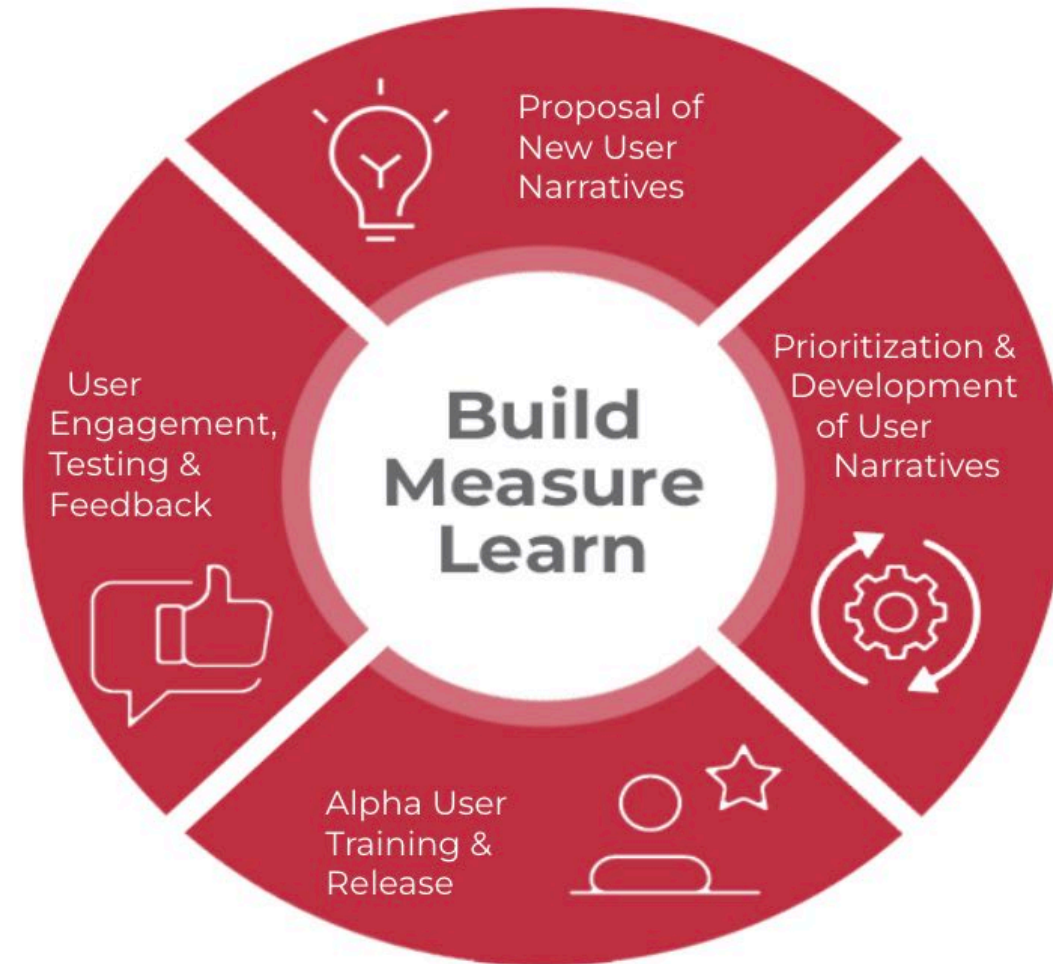 Proposal of
New User
Narratives
Prioritization &
Development
of User
Narratives
Alpha User
Training &
Release
User
Engagement,
Testing &
Feedback
Build
Measure
Learn